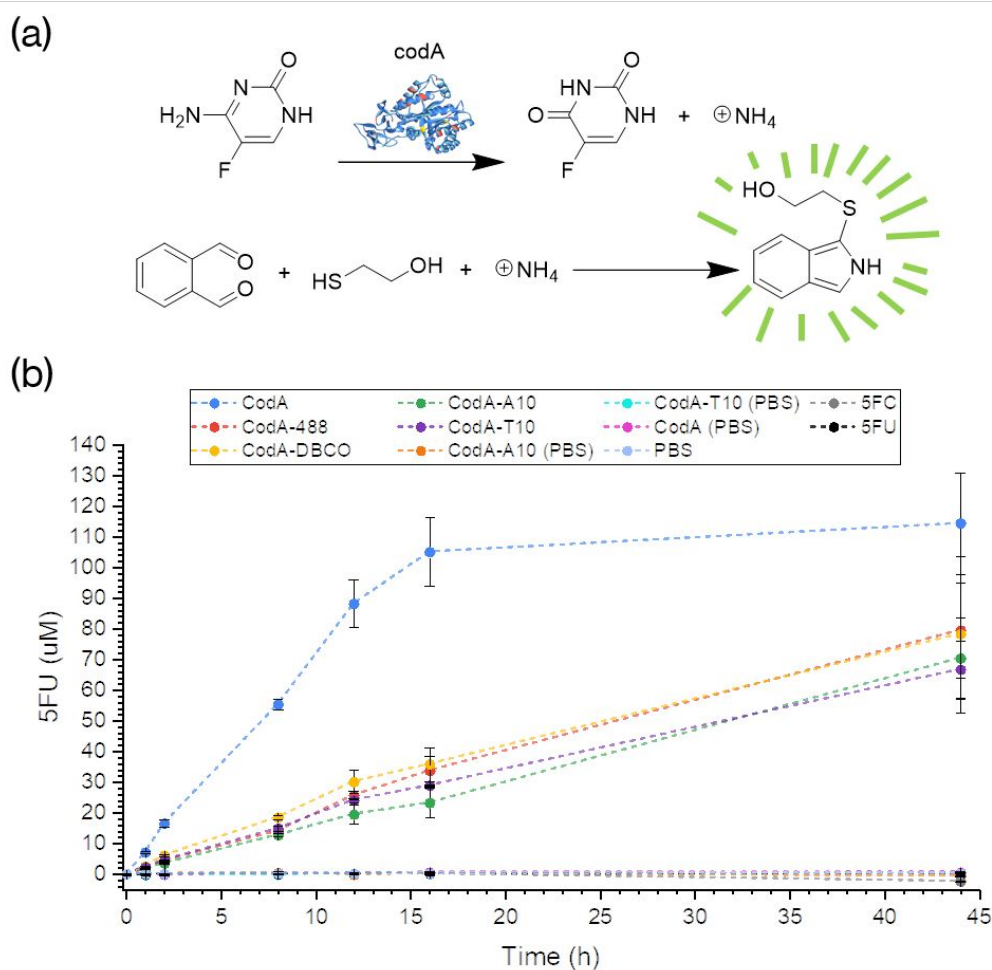 (a)
codA
O
N
H₂N
NH
F
O
HN
O
NH
F
+ ⊕NH₄
HO
S
NH
O
O
+
HS
OH
+ ⊕NH₄
(b)
CodA CodA-A10 CodA-T10 (PBS) 5FC
CodA-488 CodA-T10 CodA (PBS) 5FU
CodA-DBCO CodA-A10 (PBS) PBS
140
130
120
110
100
90
80
70
60
50
40
30
20
10
0
5FU (uM)
0 5 10 15 20 25 30 35 40 45
Time (h)